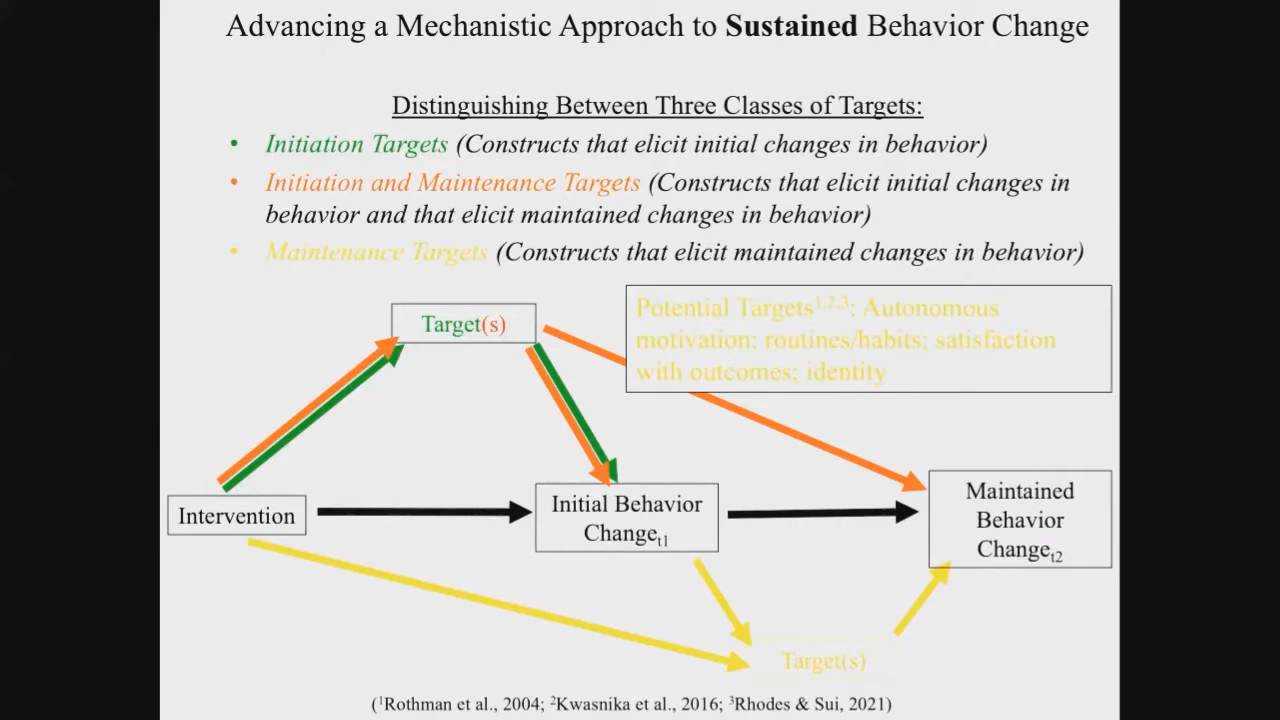 Advancing a Mechanistic Approach to Sustained Behavior Change
Distinguishing Between Three Classes of Targets:
• Initiation Targets (Constructs that elicit initial changes in behavior)
• Initiation and Maintenance Targets (Constructs that elicit initial changes in
behavior and that elicit maintained changes in behavior)
• Maintenance Targets (Constructs that elicit maintained changes in behavior)
Target(s)
Potential Targets1,2,3: Autonomous
motivation; routines/habits; satisfaction
with outcomes; identity
Intervention
Initial Behavior
Changet1
Maintained
Behavior
Changet2
Target(s)
(1Rothman et al., 2004; 2Kwasnika et al., 2016; 3Rhodes & Sui, 2021)